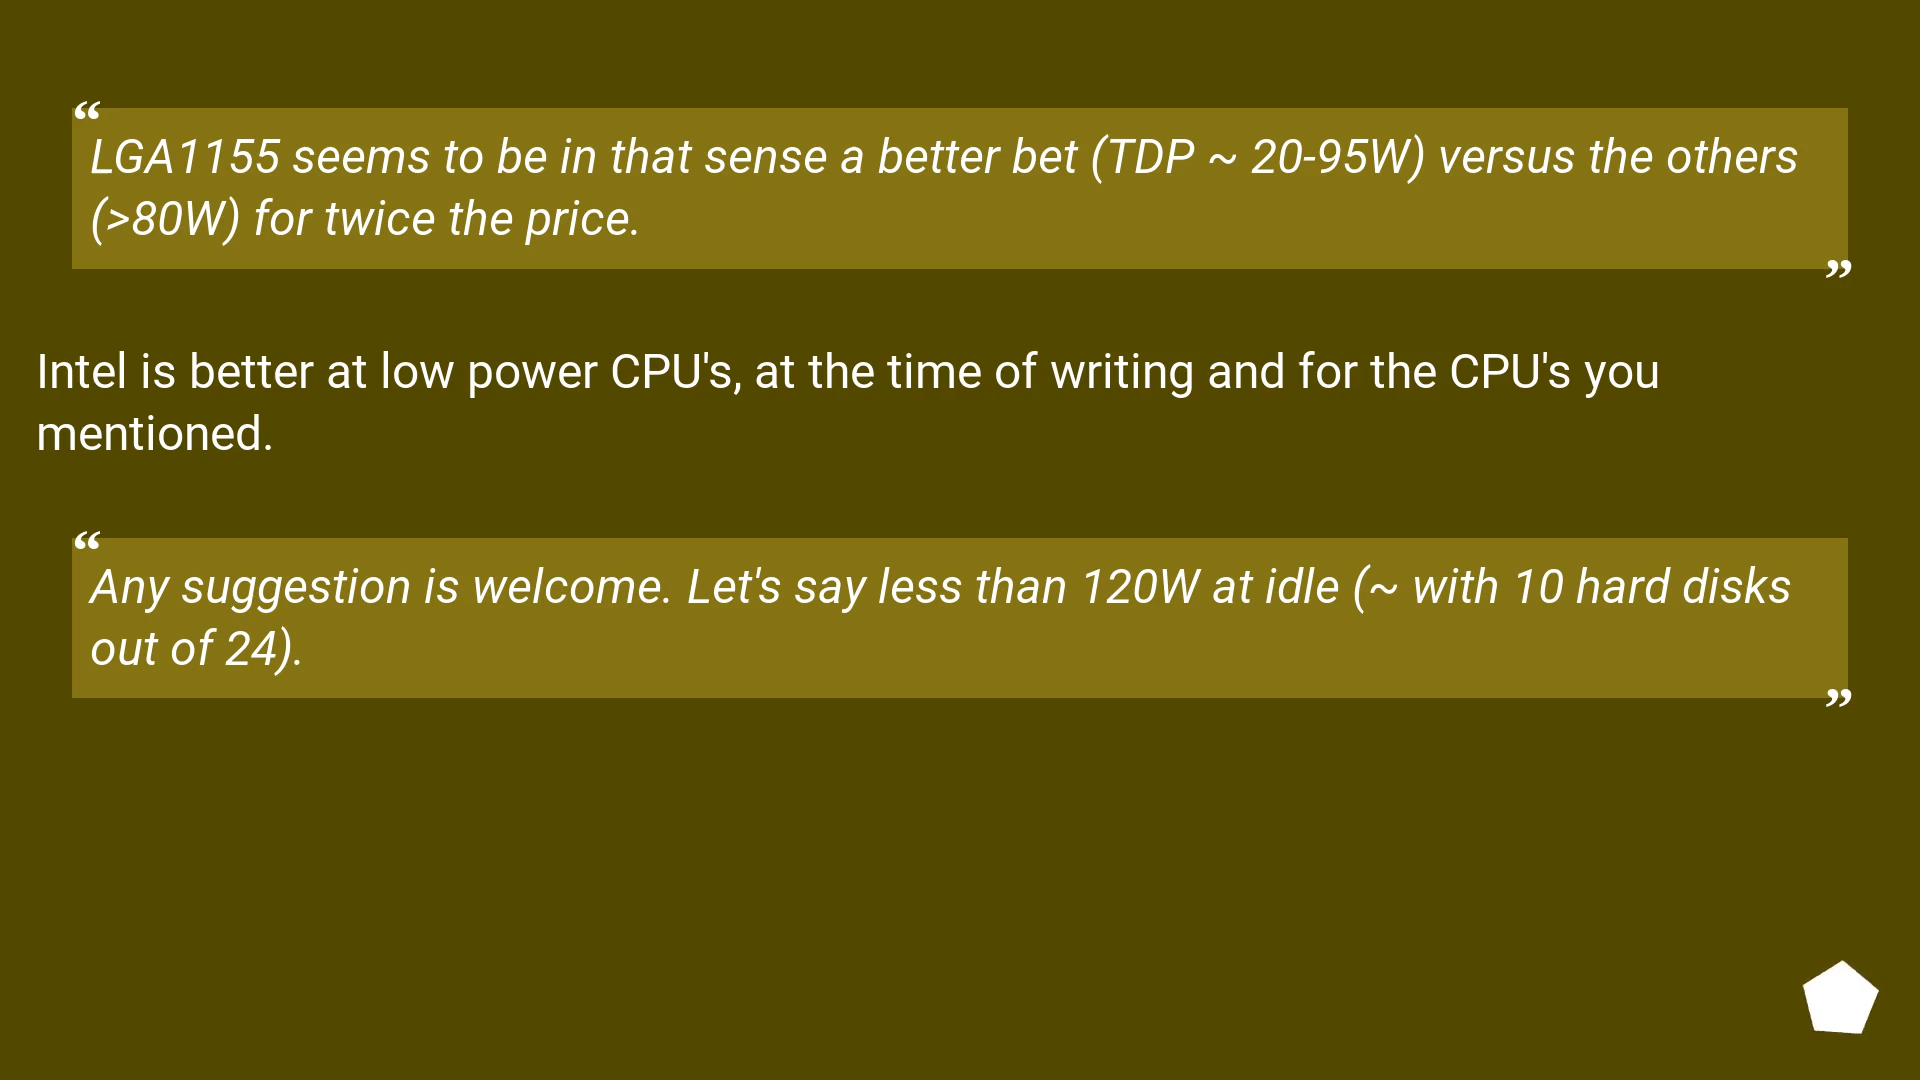 “
LGA1155 seems to be in that sense a better bet (TDP ~ 20-95W) versus the others
(>80W) for twice the price.
”
Intel is better at low power CPU's, at the time of writing and for the CPU's you
mentioned.
“
Any suggestion is welcome. Let's say less than 120W at idle (~ with 10 hard disks
out of 24).
”